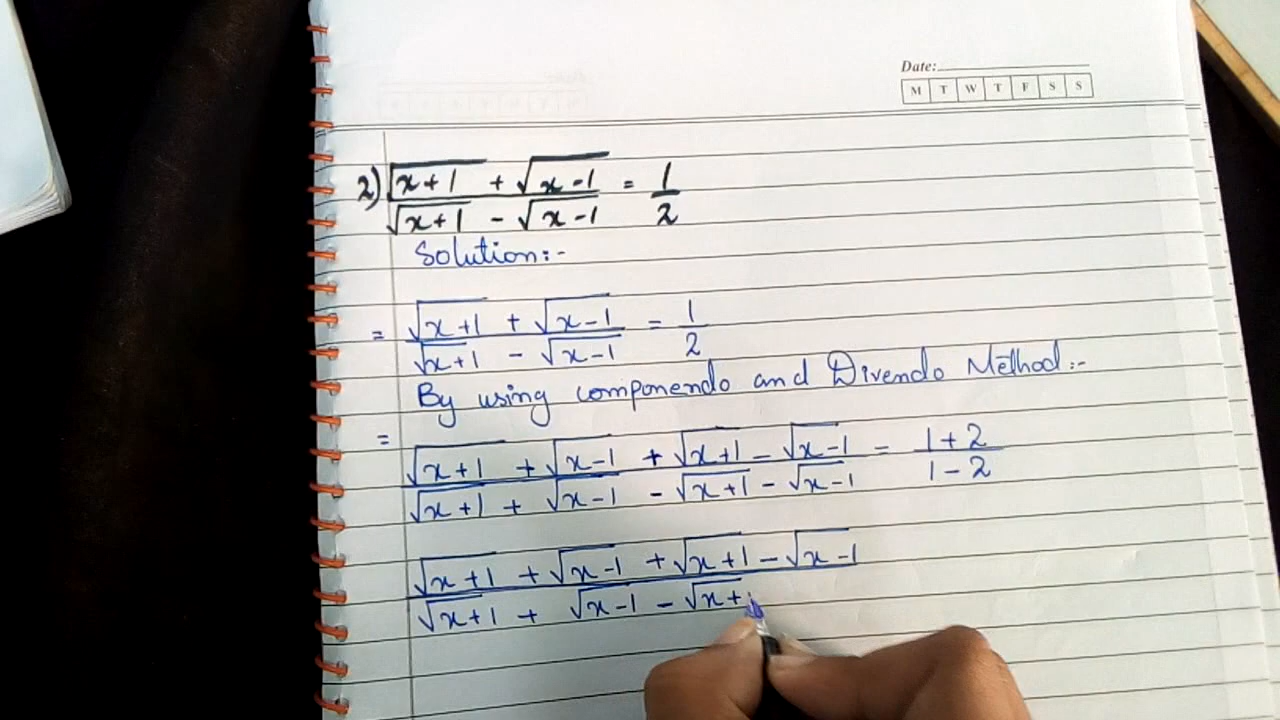 Date:
M T W T F S S
2) √x+1 + √x-1 / √x+1 - √x-1 = 1/2
Solution:-
= √x+1 + √x-1 / √x+1 - √x-1 = 1/2
By using componendo and Divendo Method:-
= √x+1 + √x-1 + √x+1 - √x-1 / √x+1 + √x-1 - √x+1 - √x-1 = 1+2 / 1-2
√x+1 + √x-1 + √x+1 - √x-1 / √x+1 + √x-1 - √x+